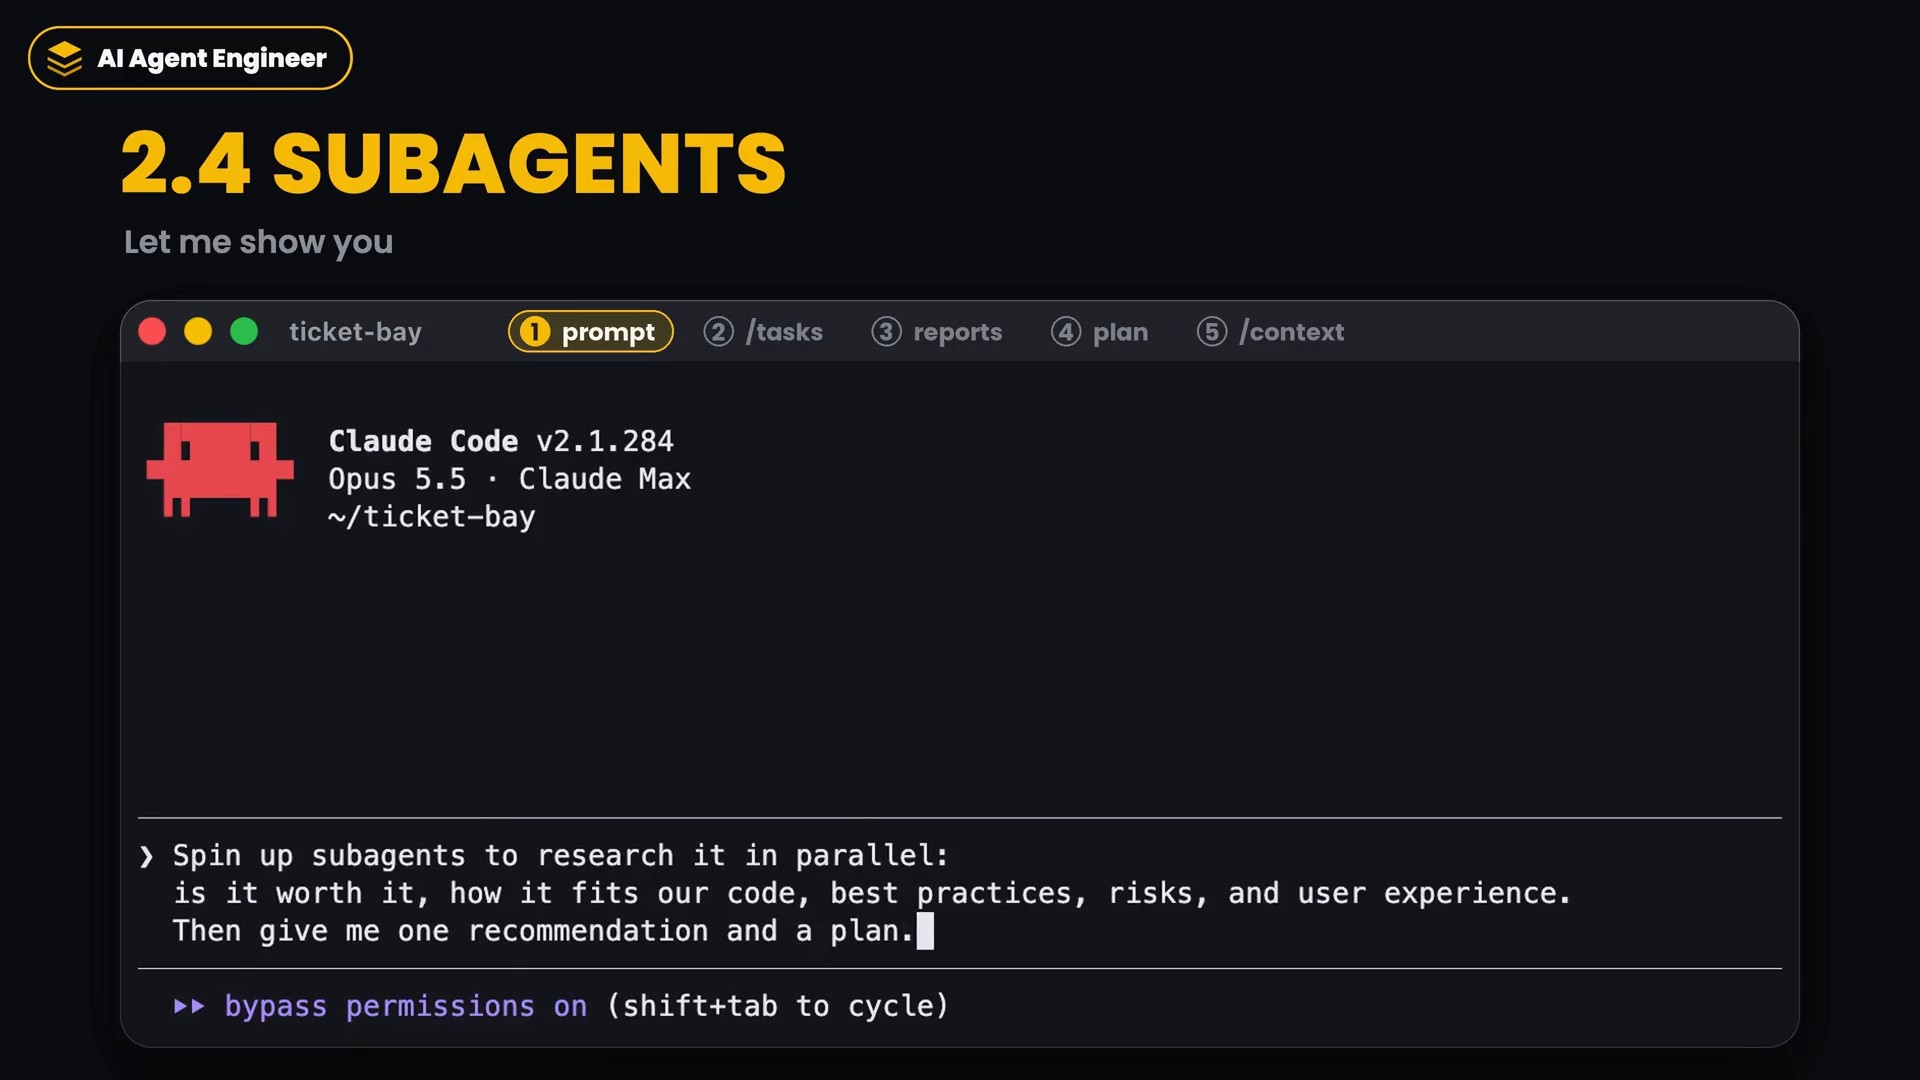 AI Agent Engineer
2.4 SUBAGENTS
Let me show you
ticket-bay 1 prompt 2 /tasks 3 reports 4 plan 5 /context
Claude Code v2.1.284
Opus 5.5 · Claude Max
~/ticket-bay
❯ Spin up subagents to research it in parallel:
is it worth it, how it fits our code, best practices, risks, and user experience.
Then give me one recommendation and a plan.
▸▸ bypass permissions on (shift+tab to cycle)